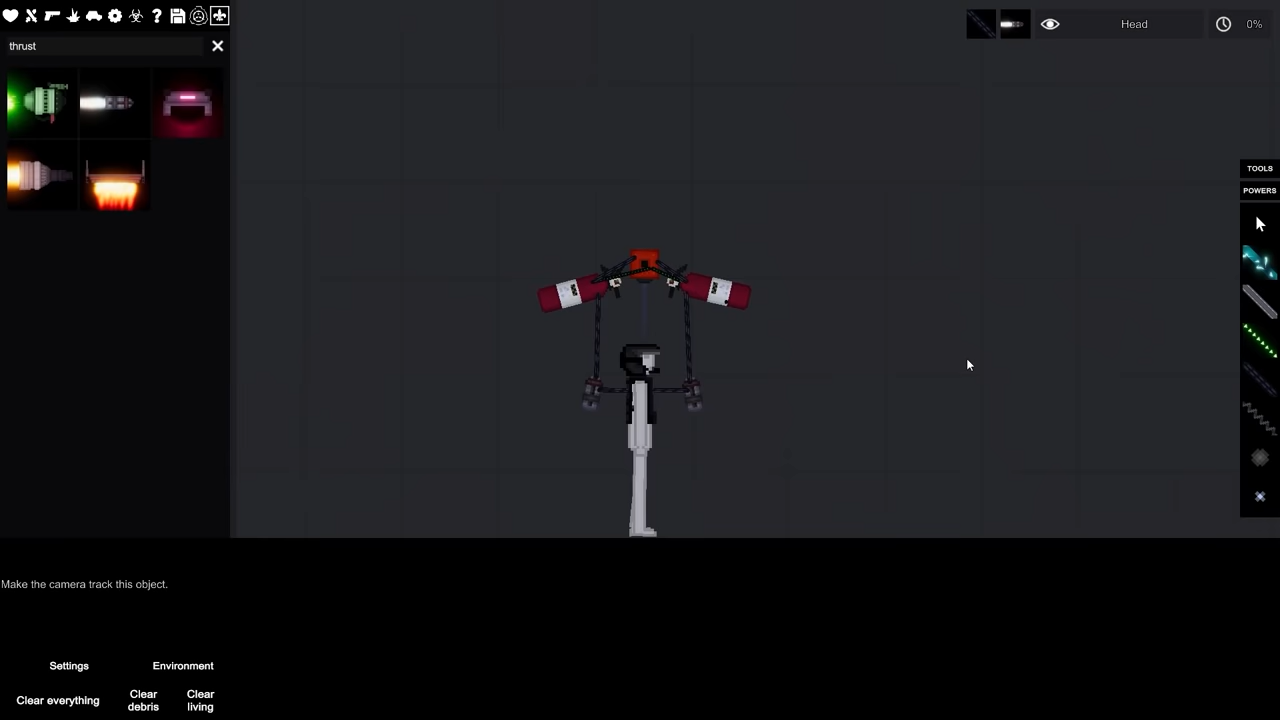 thrust
Head
0%
TOOLS
POWERS
Make the camera track this object.
Settings
Environment
Clear everything
Clear
debris
Clear
living